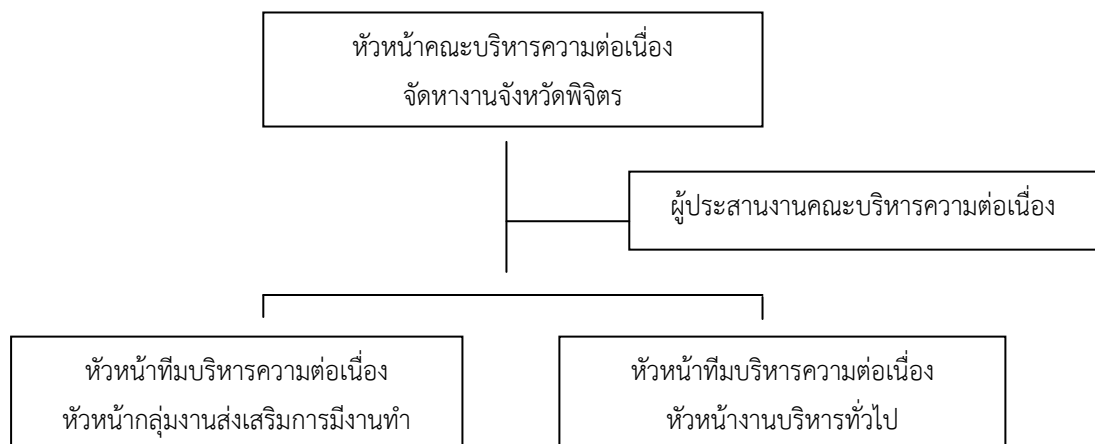 หัวหน้าคณะบริหารความต่อเนื่อง
จัดหางานจังหวัดพิจิตร
ผู้ประสานงานคณะบริหารความต่อเนื่อง
หัวหน้าทีมบริหารความต่อเนื่อง
หัวหน้ากลุ่มงานส่งเสริมการมีงานทำ
หัวหน้าทีมบริหารความต่อเนื่อง
หัวหน้างานบริหารทั่วไป